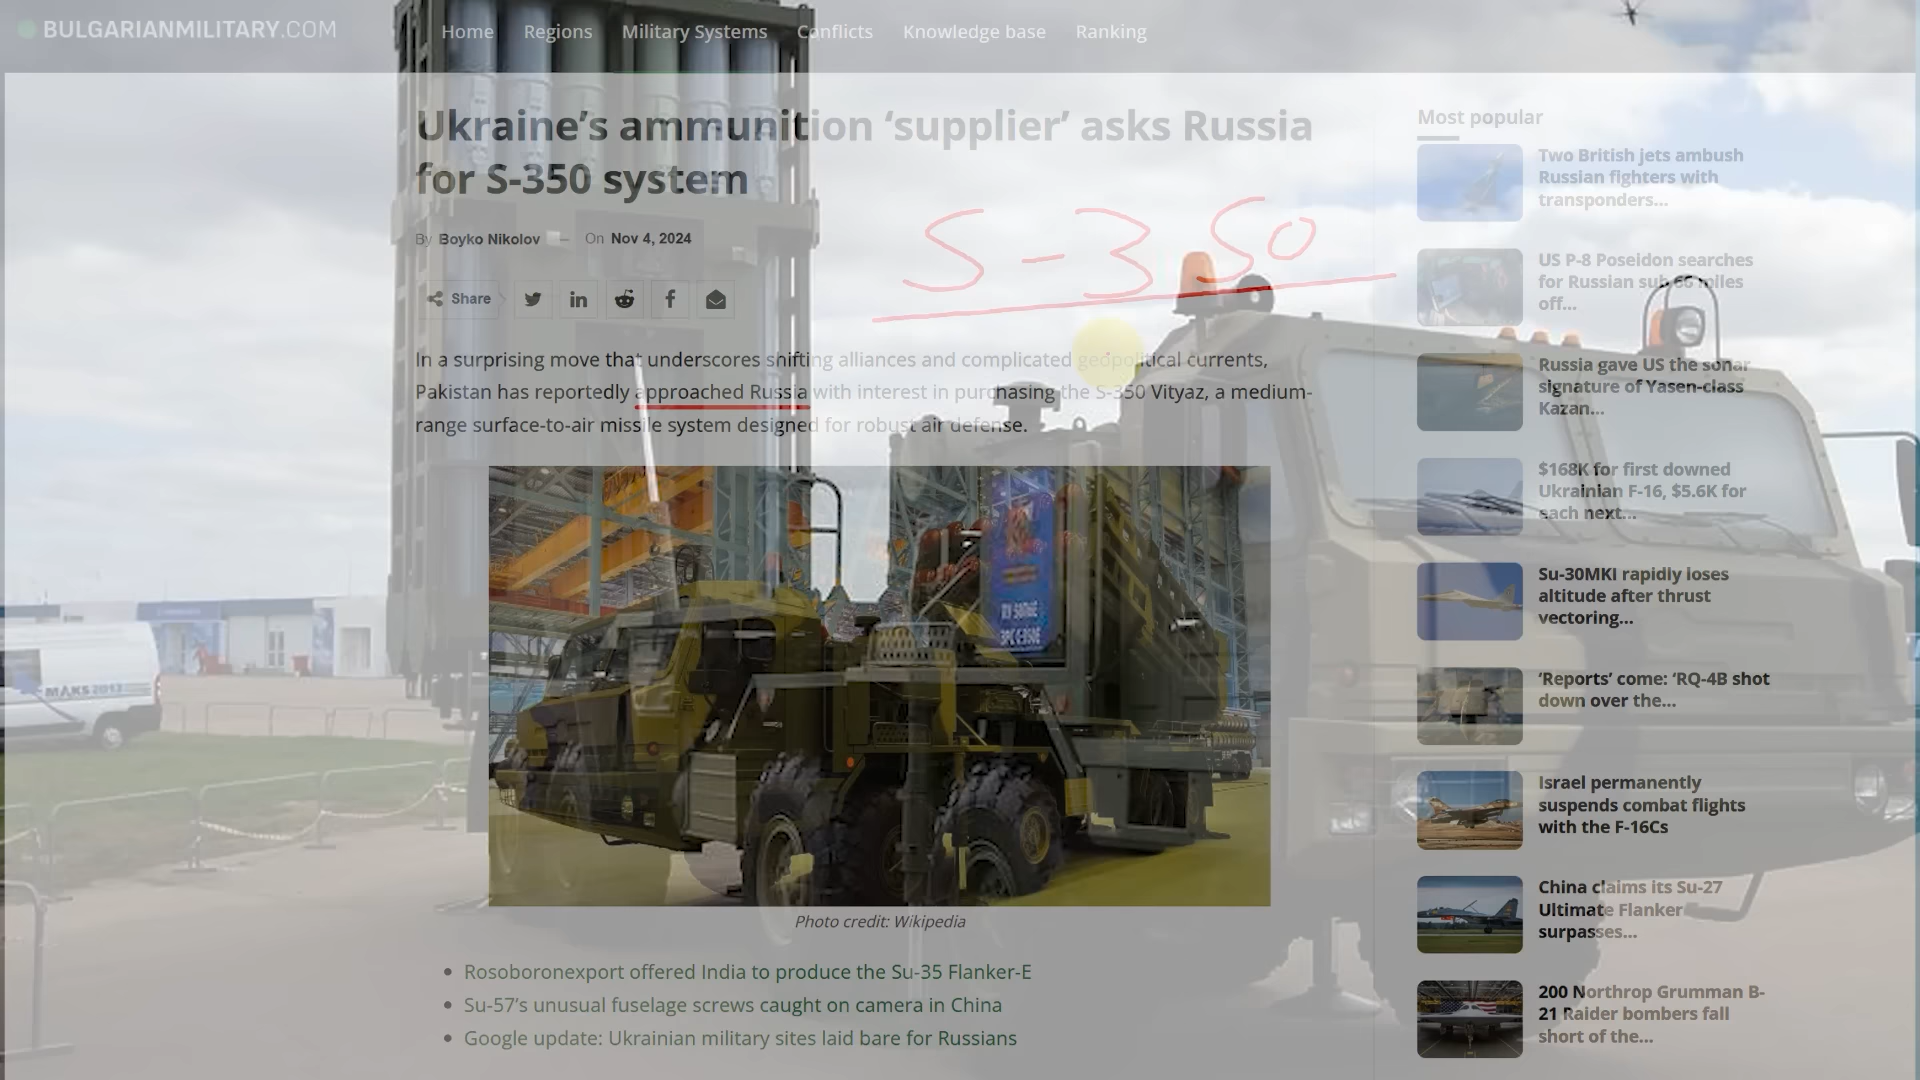 BULGARIANMILITARY.COM
Home Regions Military Systems Conflicts Knowledge base Ranking
Ukraine's ammunition 'supplier' asks Russia
for S-350 system
By Boyko Nikolov — On Nov 4, 2024
Share
S-350
In a surprising move that underscores shifting alliances and complicated geopolitical currents,
Pakistan has reportedly approached Russia with interest in purchasing the S-350 Vityaz, a medium-
range surface-to-air missile system designed for robust air defense.
MAKS 2013
Photo credit: Wikipedia
Rosoboronexport offered India to produce the Su-35 Flanker-E
Su-57's unusual fuselage screws caught on camera in China
Google update: Ukrainian military sites laid bare for Russians
Most popular
Two British jets ambush
Russian fighters with
transponders...
US P-8 Poseidon searches
for Russian sub 66 miles
off...
Russia gave US the sonar
signature of Yasen-class
Kazan...
$168K for first downed
Ukrainian F-16, $5.6K for
each next...
Su-30MKI rapidly loses
altitude after thrust
vectoring...
'Reports' come: 'RQ-4B shot
down over the...
Israel permanently
suspends combat flights
with the F-16Cs
China claims its Su-27
Ultimate Flanker
surpasses...
200 Northrop Grumman B-
21 Raider bombers fall
short of the...